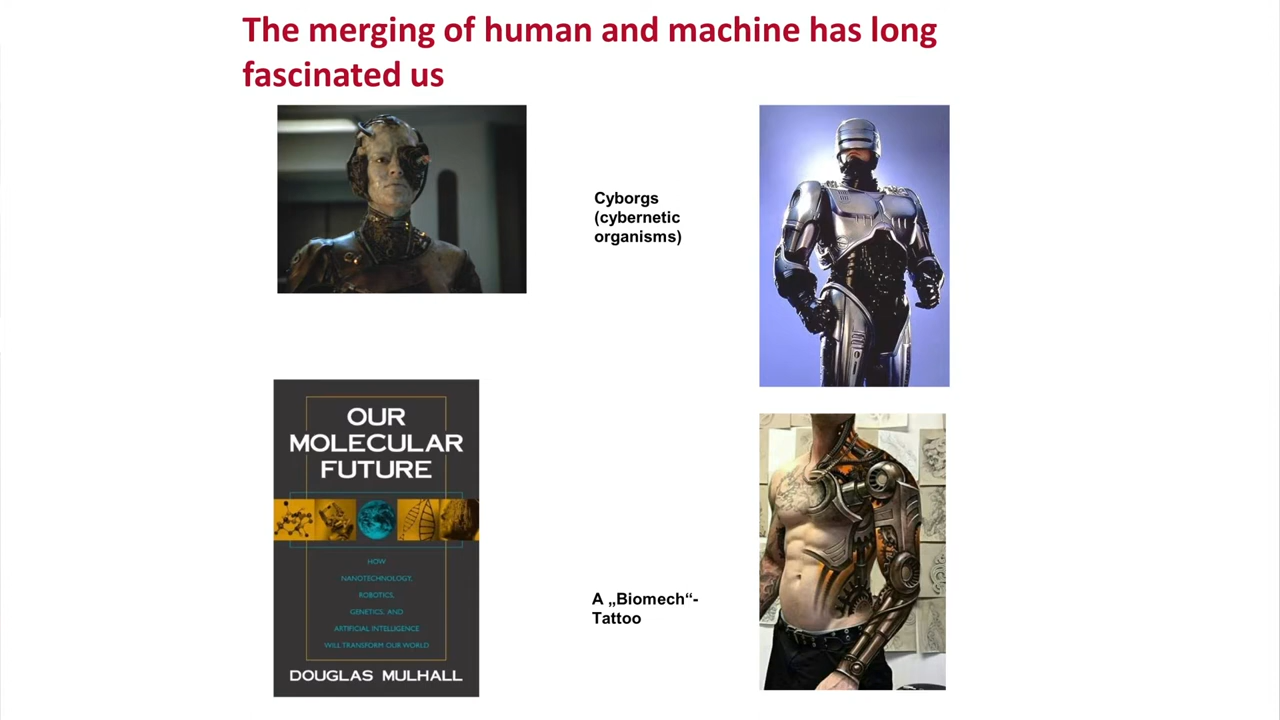 The merging of human and machine has long
fascinated us
Cyborgs
(cybernetic
organisms)
OUR
MOLECULAR
FUTURE
HOW
NANOTECHNOLOGY,
ROBOTICS,
GENETICS, AND
ARTIFICIAL INTELLIGENCE
WILL TRANSFORM OUR WORLD
DOUGLAS MULHALL
A „Biomech“-
Tattoo